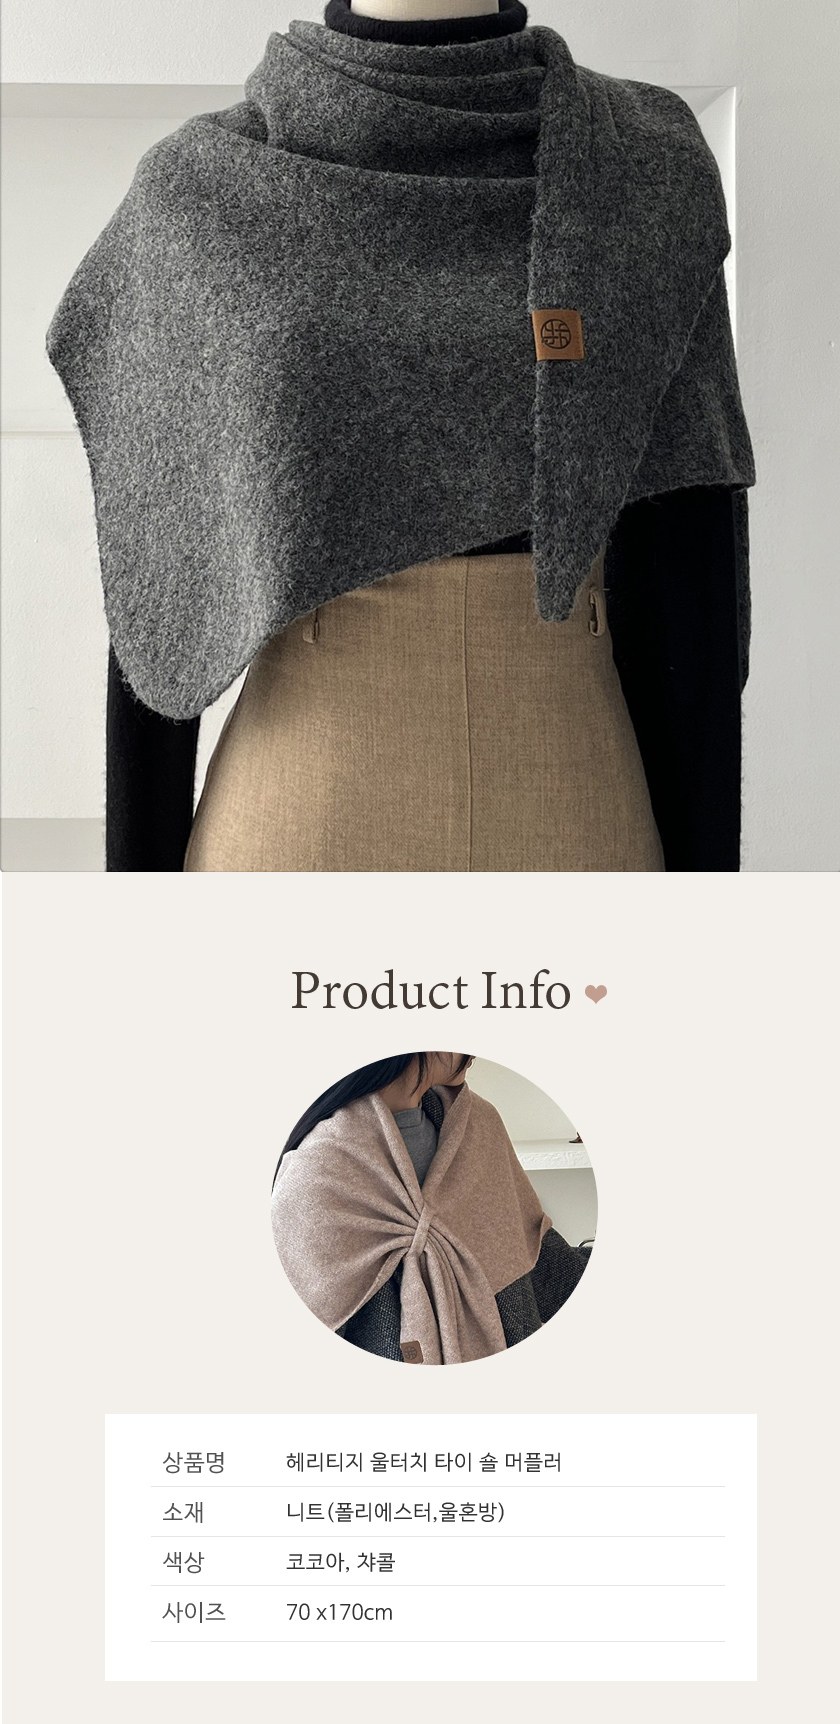 Product Info
상품명 헤리티지 울터치 타이 숄 머플러
소재 니트(폴리에스터,울혼방)
색상 코코아, 챠콜
사이즈 70 x170cm